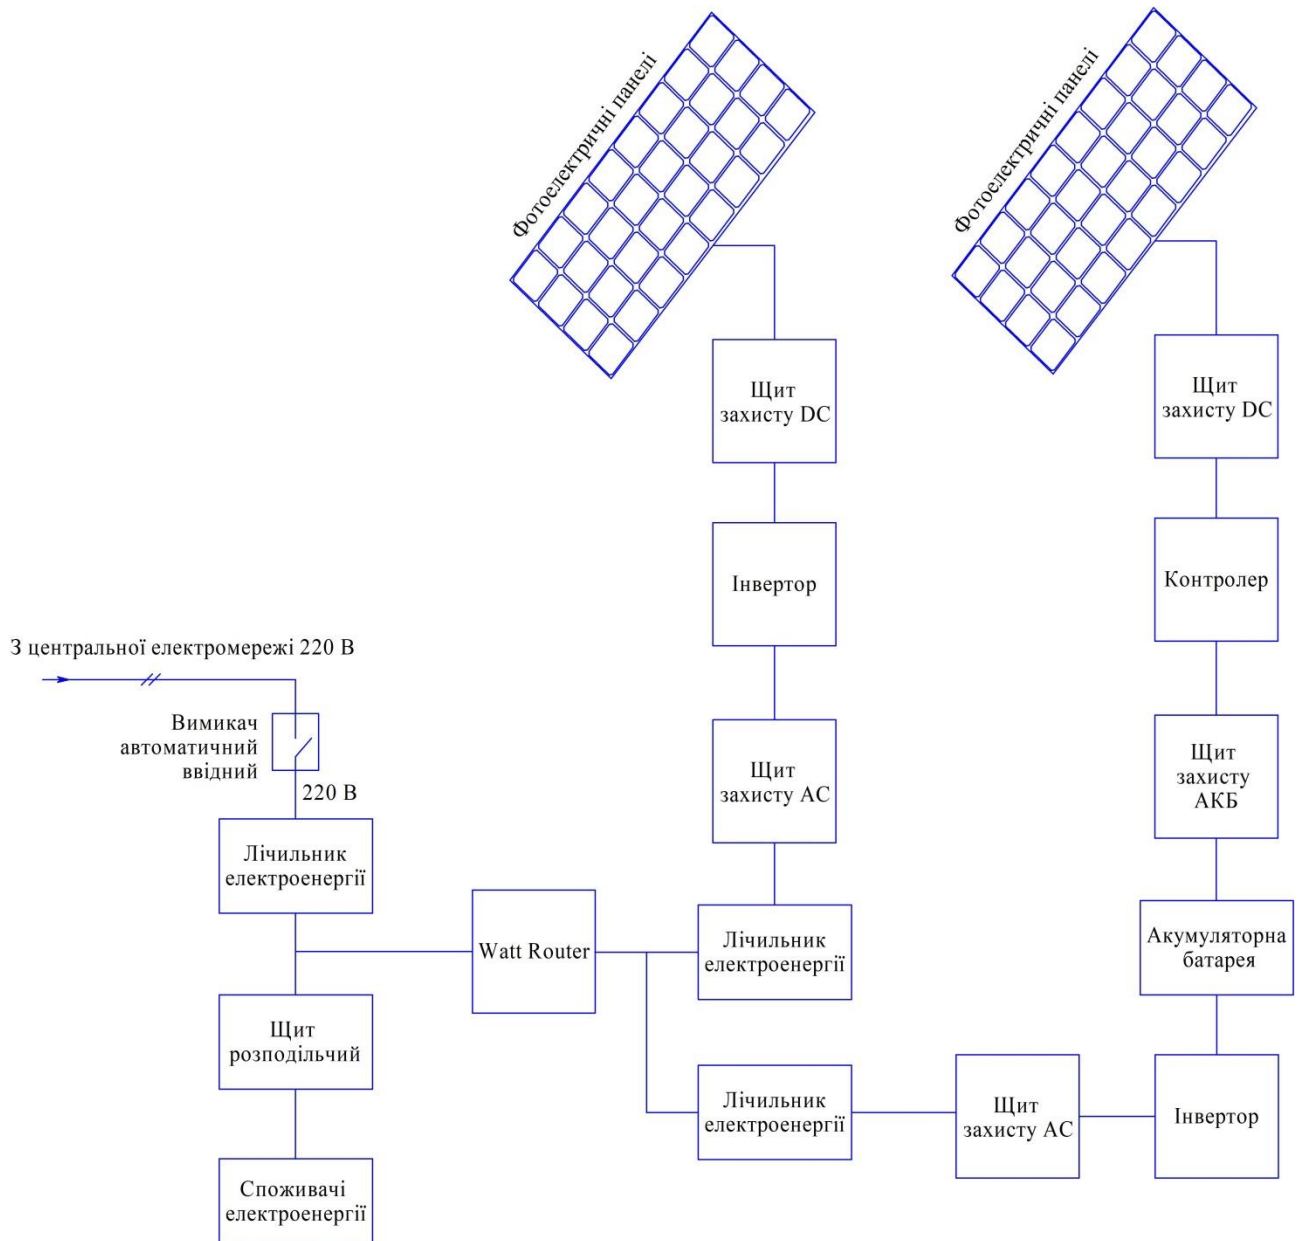 Фотоелектричні панелі
Фотоелектричні панелі
Щит
захисту DC
Щит
захисту DC
Інвертор
Контролер
З центральної електромережі 220 В
Вимикач
автоматичний
ввідний
220 В
Щит
захисту АС
Щит
захисту
АКБ
Лічильник
електроенергії
Watt Router
Лічильник
електроенергії
Акумуляторна
батарея
Щит
розподільчий
Лічильник
електроенергії
Щит
захисту АС
Інвертор
Споживачі
електроенергії